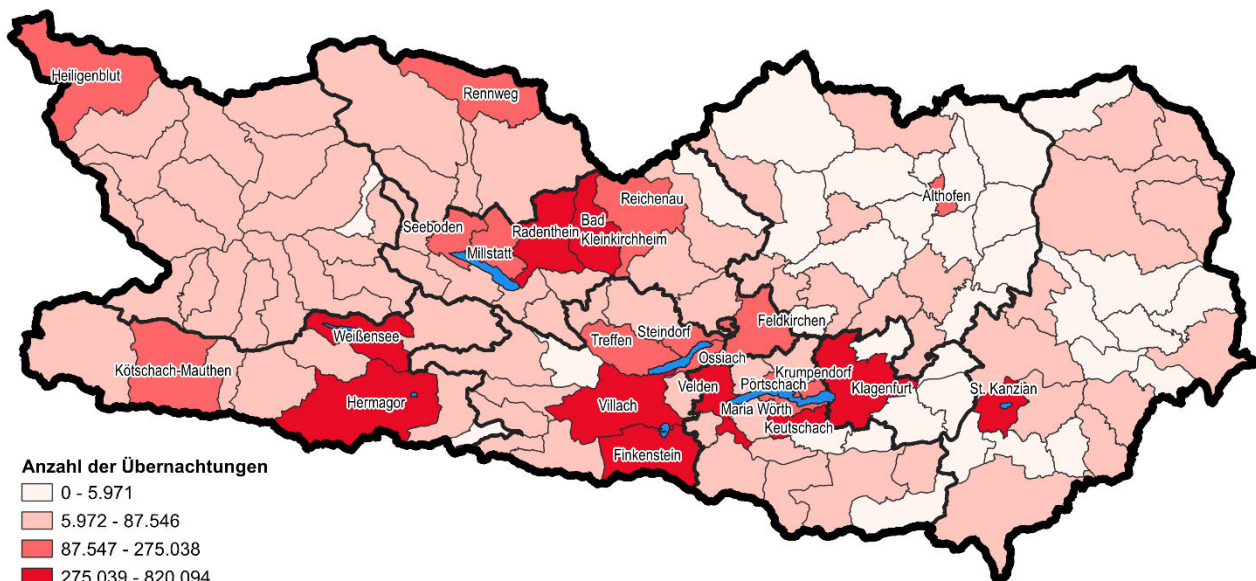 Heiligenblut
Rennweg
Reichenau
Althofen
Seeboden
Radenthein
Bad
Kleinkirchheim
Millstatt
Feldkirchen
Steindorf
Weißensee
Treffen
Ossiach
Kötschach-Mauthen
Krumpendorf
Velden
Pörtschach
Klagenfurt
St. Kanzian
Hermagor
Villach
Maria Wörth
Keutschach
Finkenstein
Anzahl der Übernachtungen
0 - 5.971
5.972 - 87.546
87.547 - 275.038
275.039 - 820.094